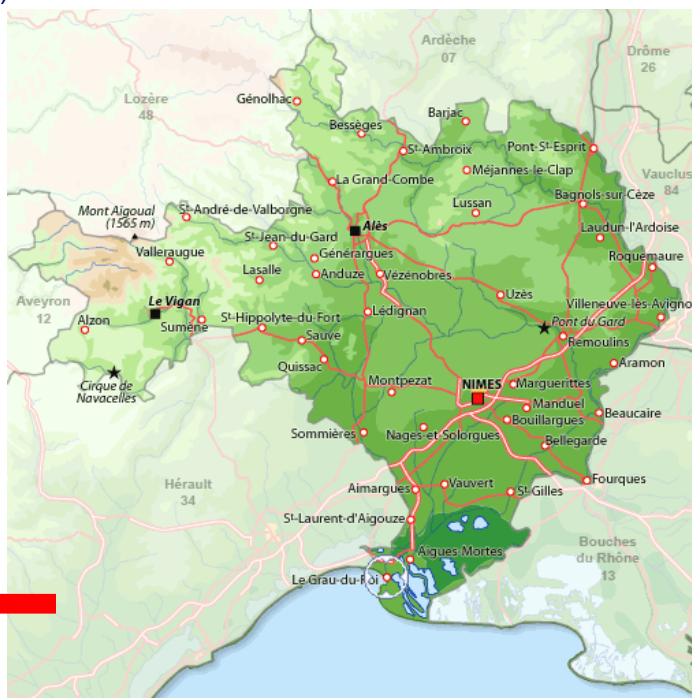 )
Ardèche
07
Drôme
26
Lozère
48
Génolhac
Barjac
Bessèges
St-Ambroix
Pont-St-Esprit
Méjannes-le-Clap
Vaucluse
84
La Grand-Combe
Bagnols-sur-Cèze
Mont Aigoual
(1565 m)
St-André-de-Valborgne
Lussan
Alès
Laudun-l'Ardoise
St-Jean-du-Gard
Valleraugue
Générargues
Roquemaure
Lasalle
Anduze
Vézénobres
Aveyron
12
Le Vigan
Uzès
Villeneuve-lès-Avigno
Alzon
Sumène
St-Hippolyte-du-Fort
Lédignan
Pont du Gard
Sauve
Remoulins
Quissac
Aramon
Cirque de
Navacelles
Montpezat
NIMES
Marguerittes
Manduel
Beaucaire
Bouillargues
Sommières
Nages-et-Solorgues
Bellegarde
Hérault
34
Aimargues
Vauvert
St-Gilles
Fourques
St-Laurent-d'Aigouze
Bouches
du Rhône
13
Aigues-Mortes
Le Grau-du-Roi